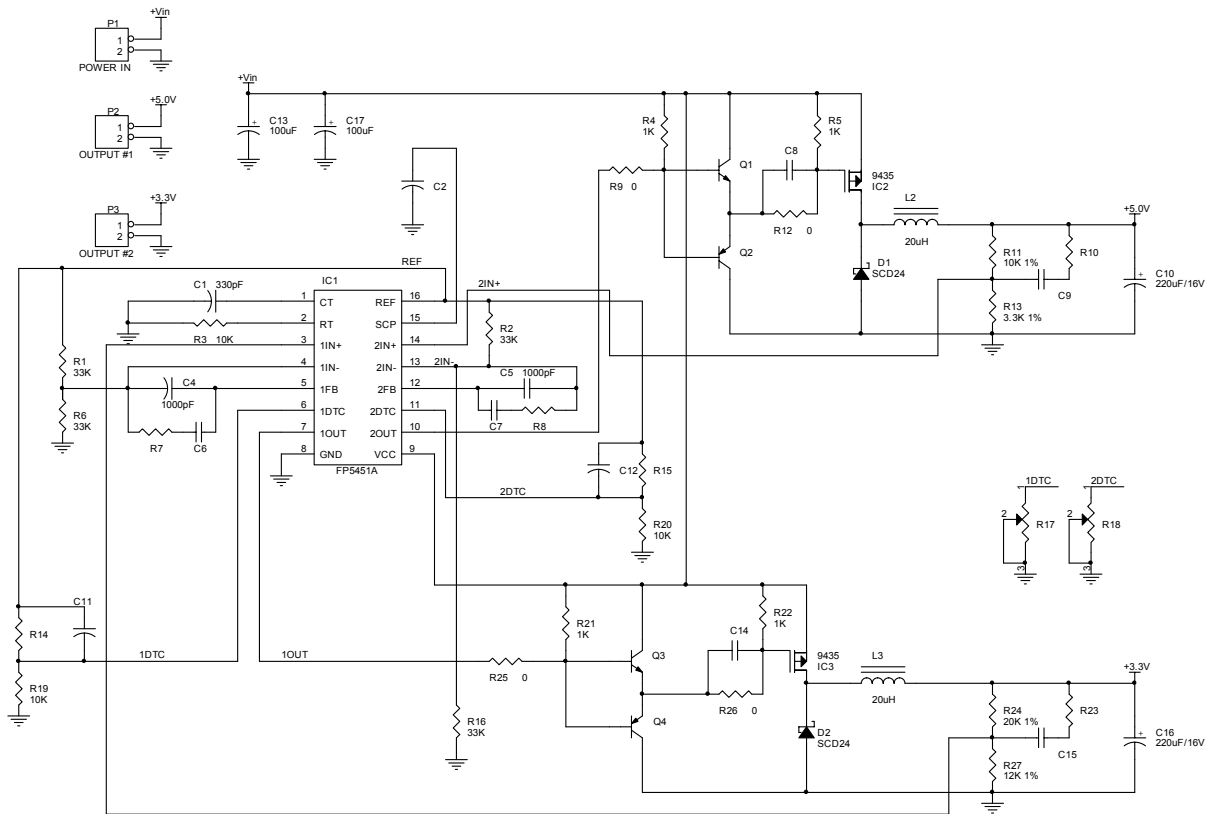 P1
+Vin
1
2
POWER IN
P2
+5.0V
1
2
OUTPUT #1
P3
+3.3V
1
2
OUTPUT #2
+Vin
+
C13
100uF
+
C17
100uF
C2
R4
1K
R5
1K
C8
Q1
R9 0
R12 0
Q2
9435
IC2
L2
20uH
+5.0V
D1
SCD24
R11
10K 1%
R10
C9
R13
3.3K 1%
+
C10
220uF/16V
REF
IC1
C1 330pF
R3 10K
1 CT
2 RT
3 1IN+
4 1IN-
5 1FB
6 1DTC
7 1OUT
8 GND
REF 16
SCP 15
2IN+ 14
2IN- 13
2FB 12
2DTC 11
2OUT 10
VCC 9
FP5451A
2IN+
R2
33K
2IN-
C5 1000pF
C7
R8
R1
33K
R6
33K
C4
1000pF
R7
C6
C12
R15
2DTC
R20
10K
1
1DTC
2
R17
3
1
2DTC
2
R18
3
C11
R14
1DTC
R19
10K
1OUT
R25 0
R16
33K
R21
1K
Q3
Q4
R22
1K
C14
R26 0
9435
IC3
D2
SCD24
L3
20uH
+3.3V
R24
20K 1%
R23
C15
R27
12K 1%
+
C16
220uF/16V